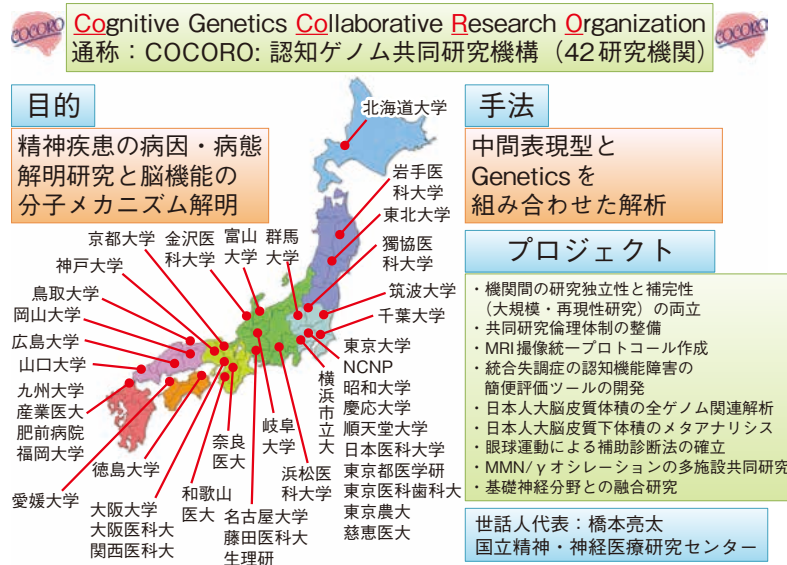 COCORO
Cognitive Genetics Collaborative Research Organization
通称：COCORO: 認知ゲノム共同研究機構（42研究機関）
COCORO
目的
精神疾患の病因・病態
解明研究と脳機能の
分子メカニズム解明
手法
中間表現型と
Geneticsを
組み合わせた解析
北海道大学
岩手医
科大学
東北大学
獨協医
科大学
筑波大学
千葉大学
群馬
大学
富山
大学
金沢医
科大学
京都大学
神戸大学
鳥取大学
岡山大学
広島大学
山口大学
九州大学
産業医大
肥前病院
福岡大学
徳島大学
愛媛大学
大阪大学
大阪医科大
関西医科大
和歌山
医大
奈良
医大
名古屋大学
藤田医科大
生理研
岐阜
大学
浜松医
科大学
横浜市立大
東京大学
NCNP
昭和大学
慶応大学
順天堂大学
日本医科大学
東京都医学研
東京医科歯科大
東京農大
慈恵医大
プロジェクト
・機関間の研究独立性と補完性
（大規模・再現性研究）の両立
・共同研究倫理体制の整備
・MRI撮像統一プロトコール作成
・統合失調症の認知機能障害の
簡便評価ツールの開発
・日本人大脳皮質体積の全ゲノム関連解析
・日本人大脳皮質下体積のメタアナリシス
・眼球運動による補助診断法の確立
・MMN/γオシレーションの多施設共同研究
・基礎神経分野との融合研究
世話人代表：橋本亮太
国立精神・神経医療研究センター